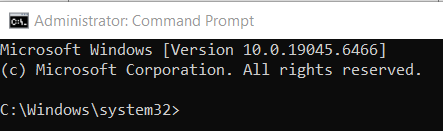 Administrator: Command Prompt
Microsoft Windows [Version 10.0.19045.6466]
(c) Microsoft Corporation. All rights reserved.
C:\Windows\system32>